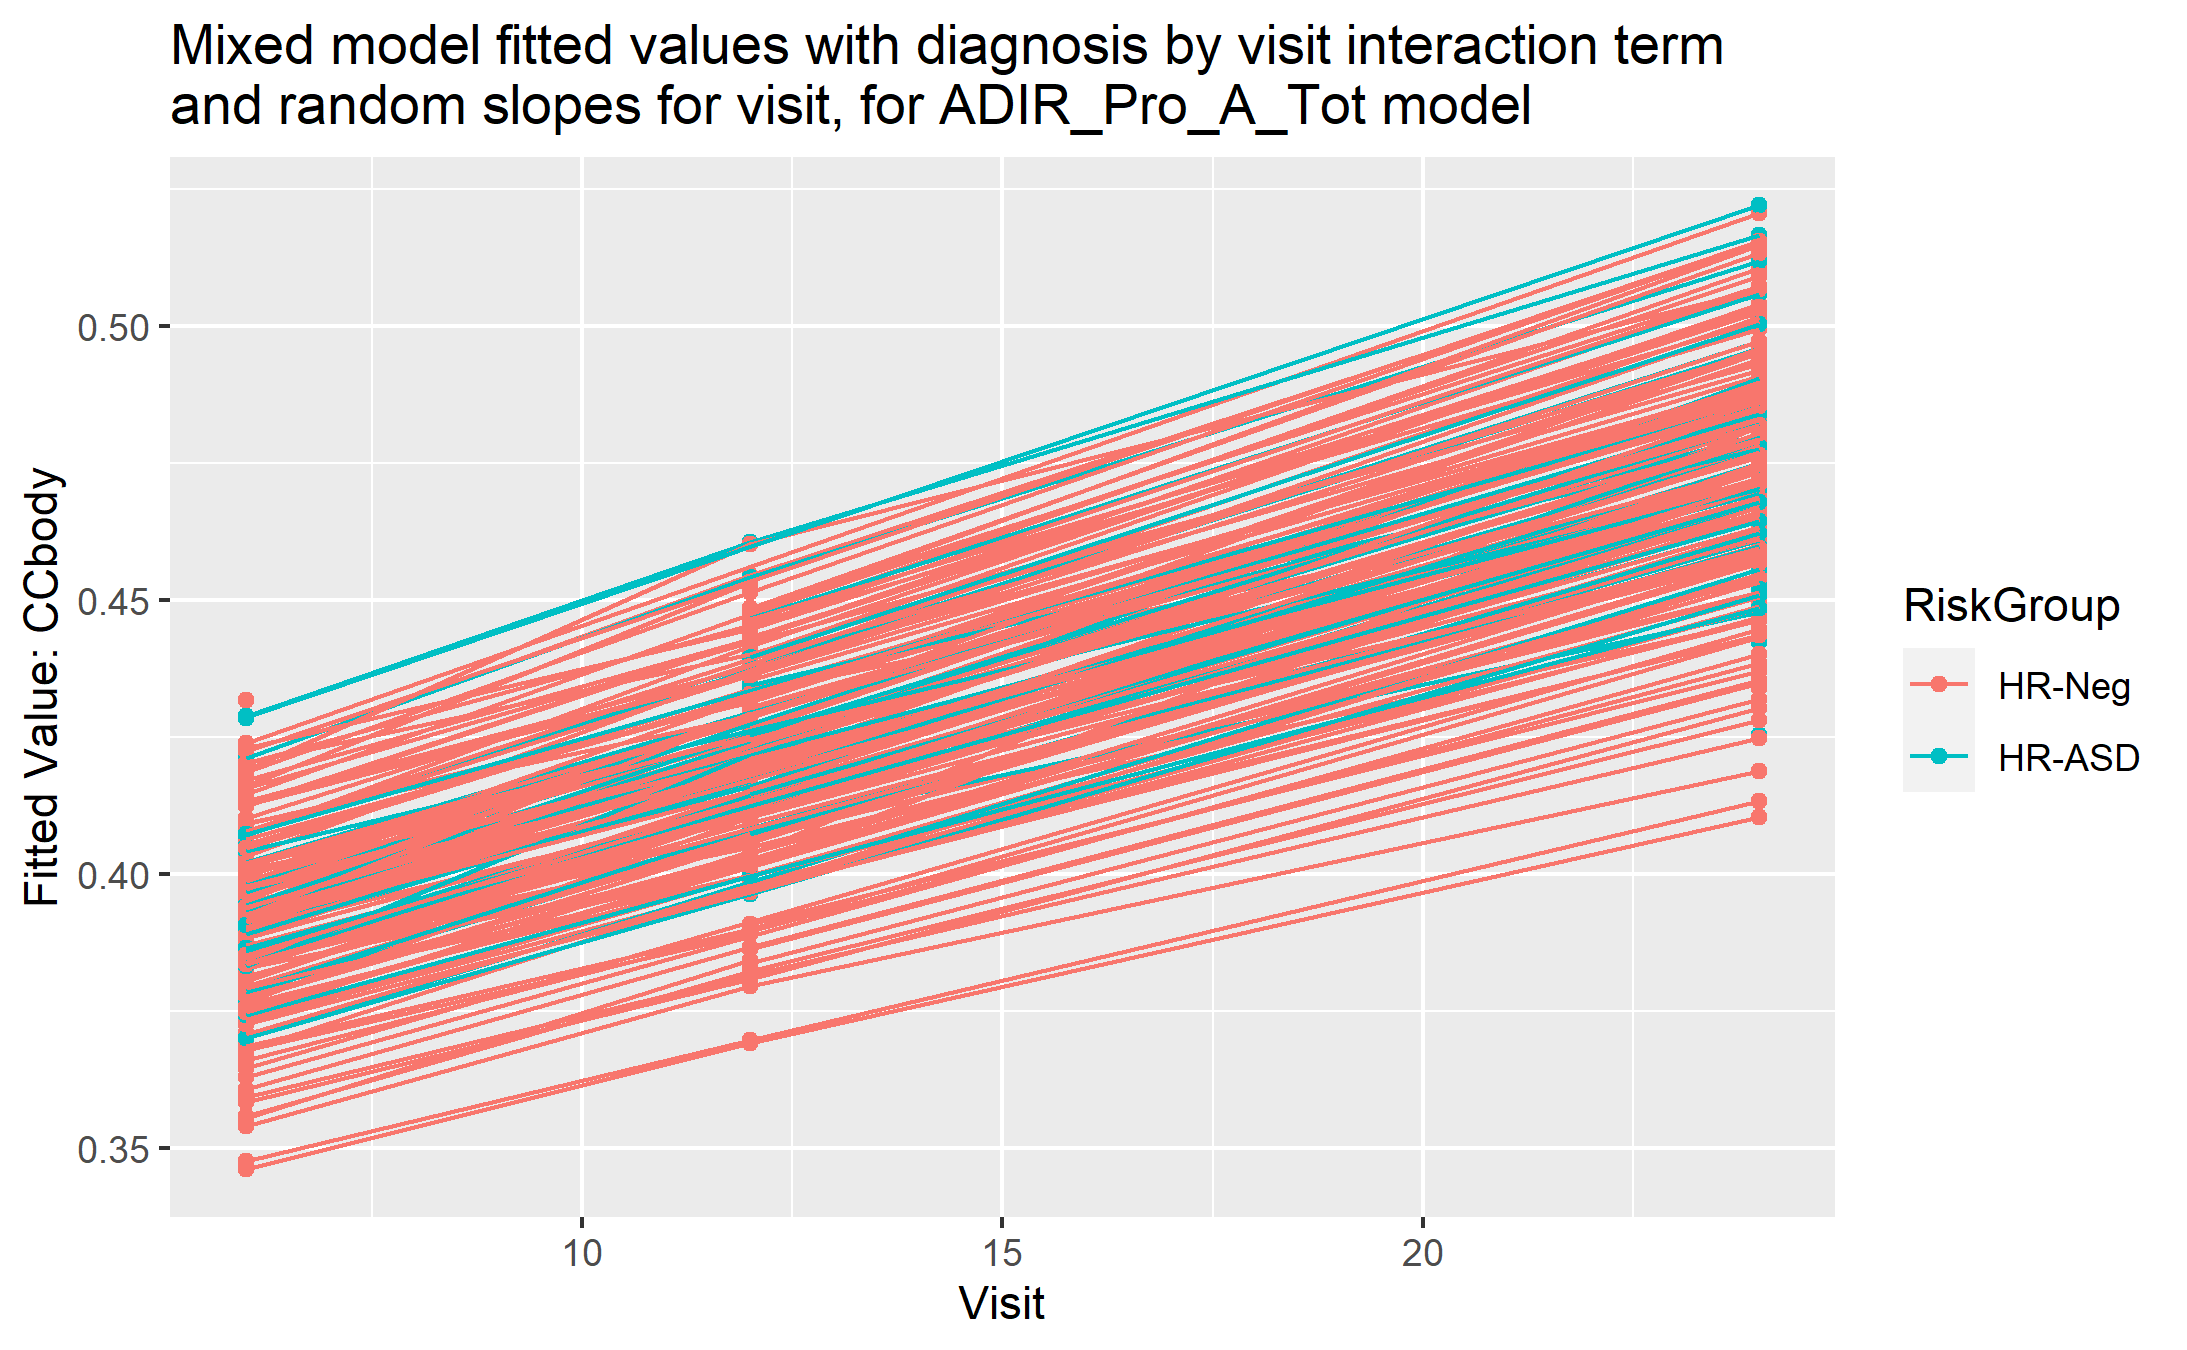 Mixed model fitted values with diagnosis by visit interaction term
and random slopes for visit, for ADIR_Pro_A_Tot model
Fitted Value: CCbody
0.50
0.45
0.40
0.35
10
15
20
Visit
RiskGroup
HR-Neg
HR-ASD